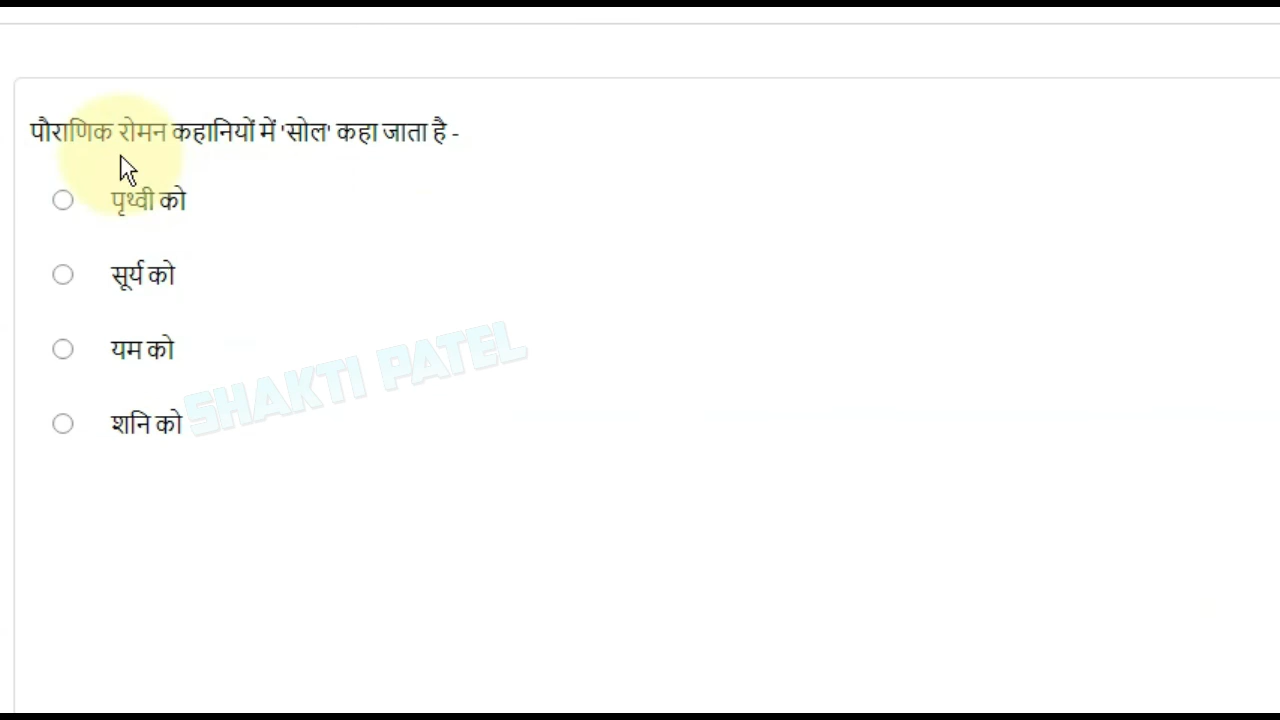 पौराणिक रोमन कहानियों में 'सोल' कहा जाता है -
पृथ्वी को
सूर्य को
यम को
शनि को
SHAKTI PATEL